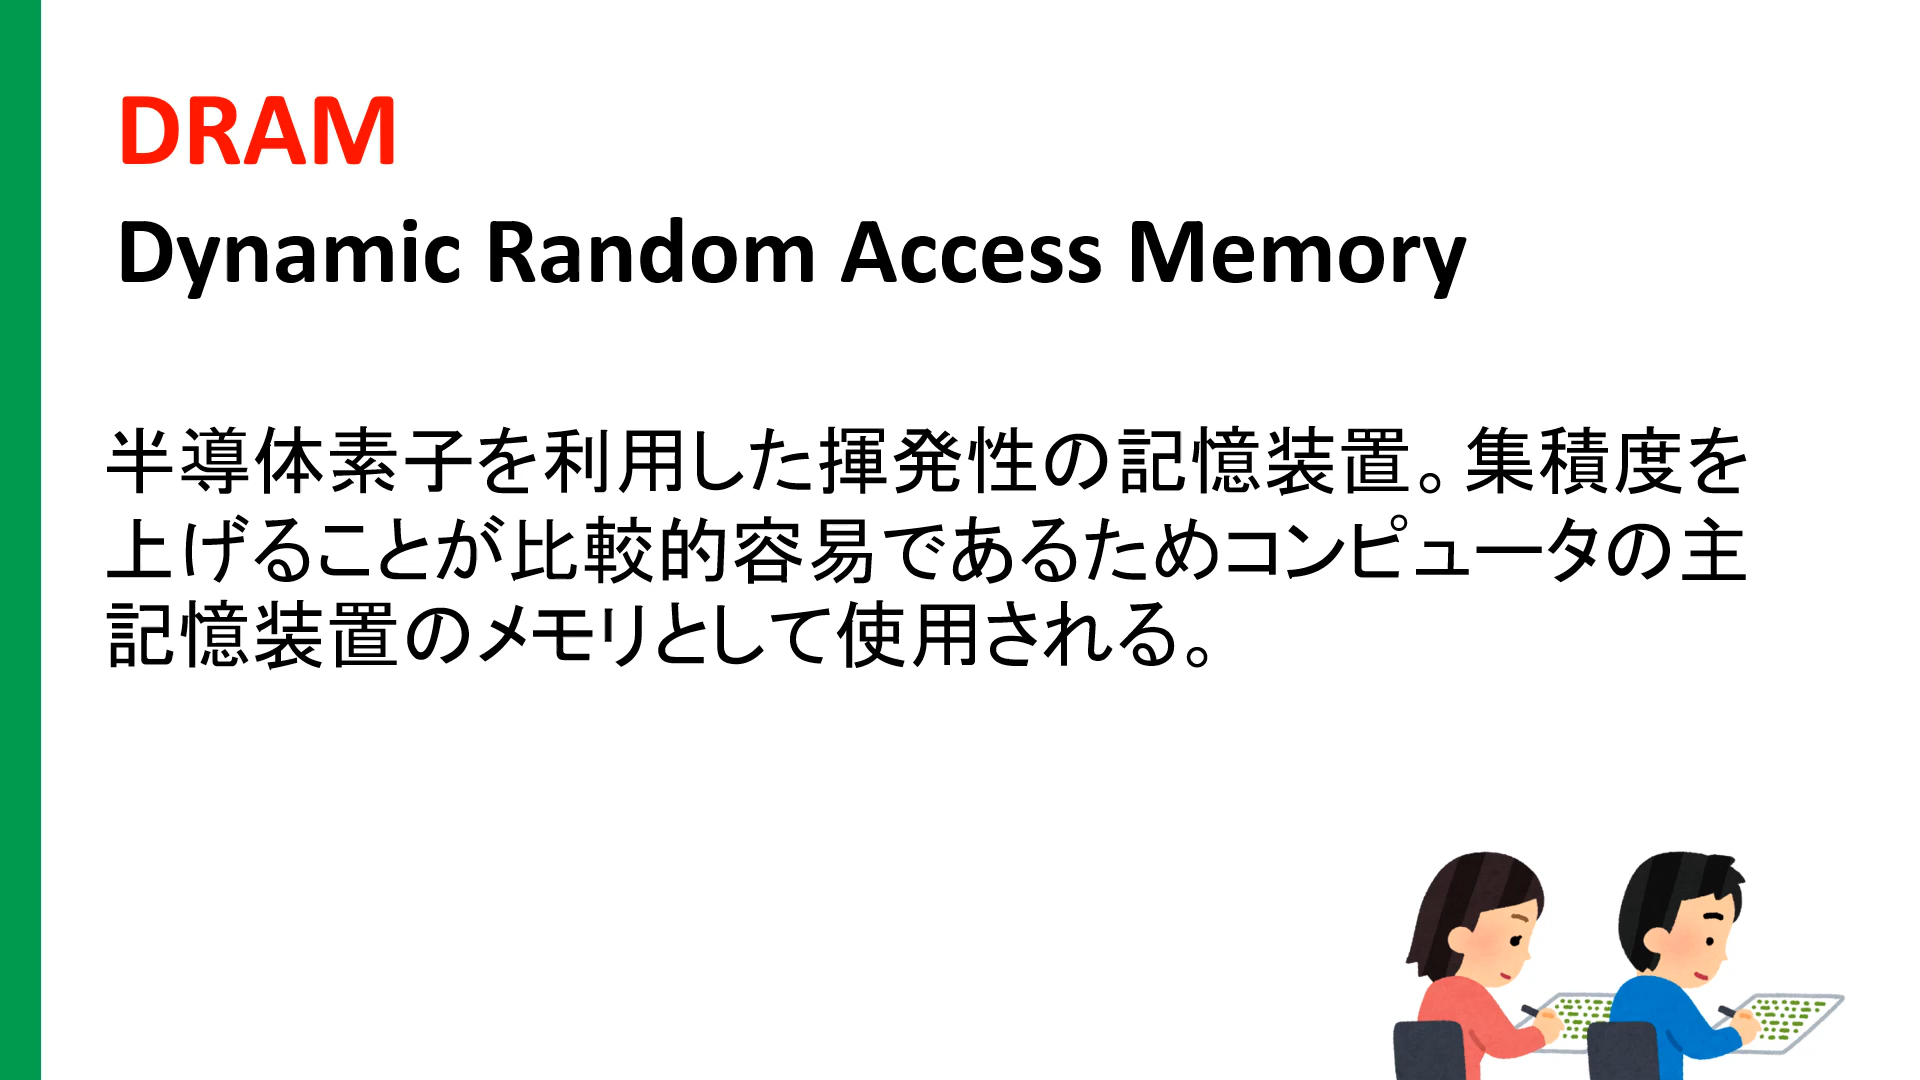 DRAM
Dynamic Random Access Memory
半導体素子を利用した揮発性の記憶装置。集積度を
上げることが比較的容易であるためコンピュータの主
記憶装置のメモリとして使用される。